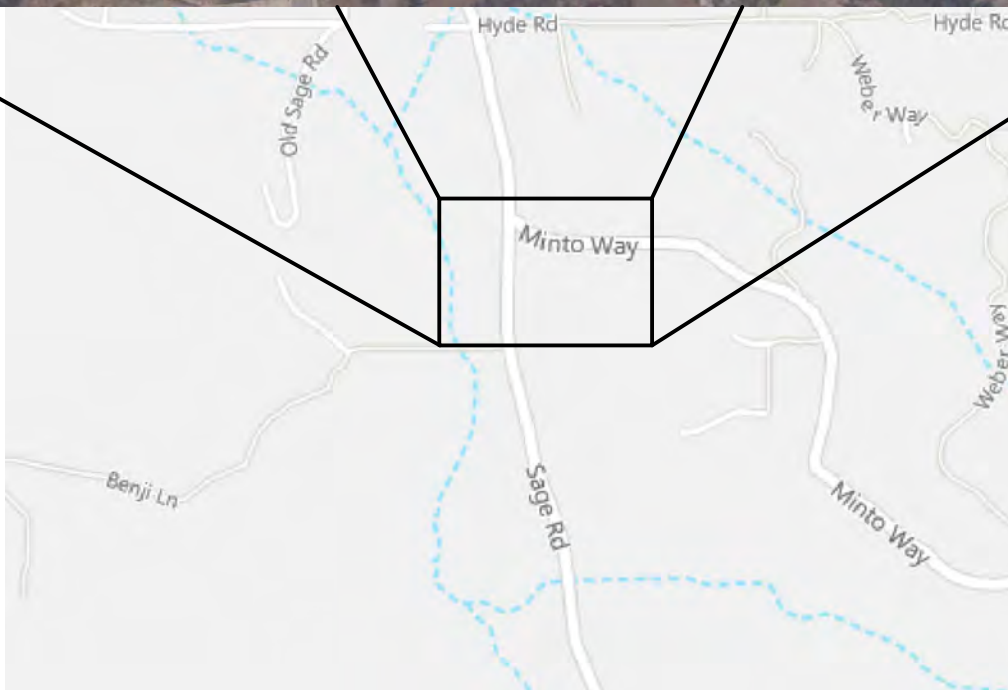 Hyde Rd
Hyde Rd
Old Sage Rd
Weber Way
Minto Way
Weber Way
Benji Ln
Sage Rd
Minto Way